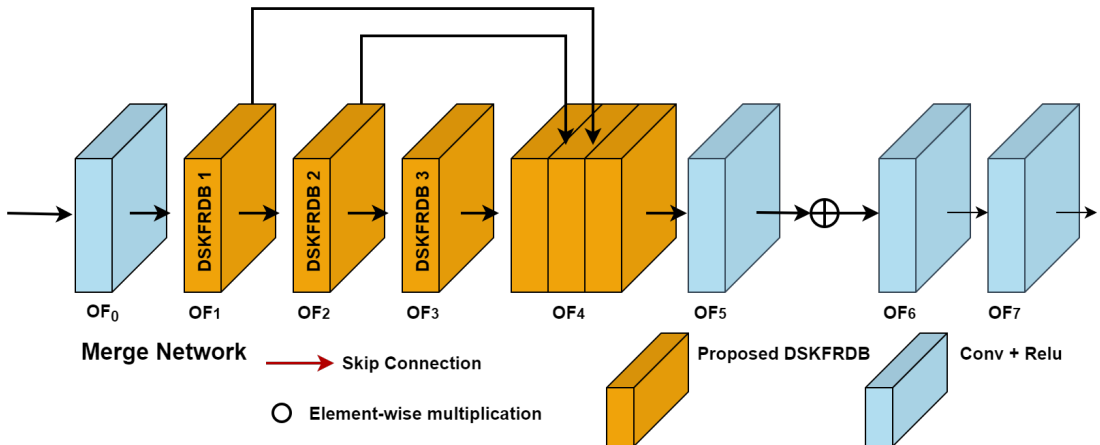 DSKFRDB 1
DSKFRDB 2
DSKFRDB 3
OF0
OF1
OF2
OF3
OF4
OF5
OF6
OF7
Merge Network
Skip Connection
Proposed DSKFRDB
Conv + Relu
Element-wise multiplication